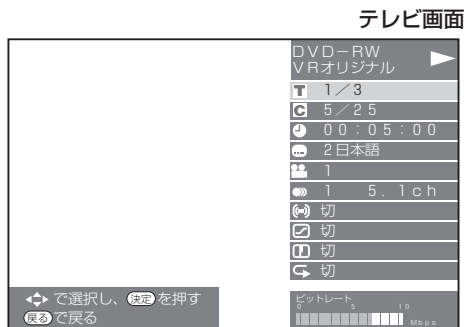 テレビ画面
DVD－RW
VRオリジナル
T 1／3
C 5／25
00：05：00
2日本語
1
1 5．1ch
切
切
切
切
で選択し、決定を押す
戻るで戻る
ビットレート
0 5 10
Mbps